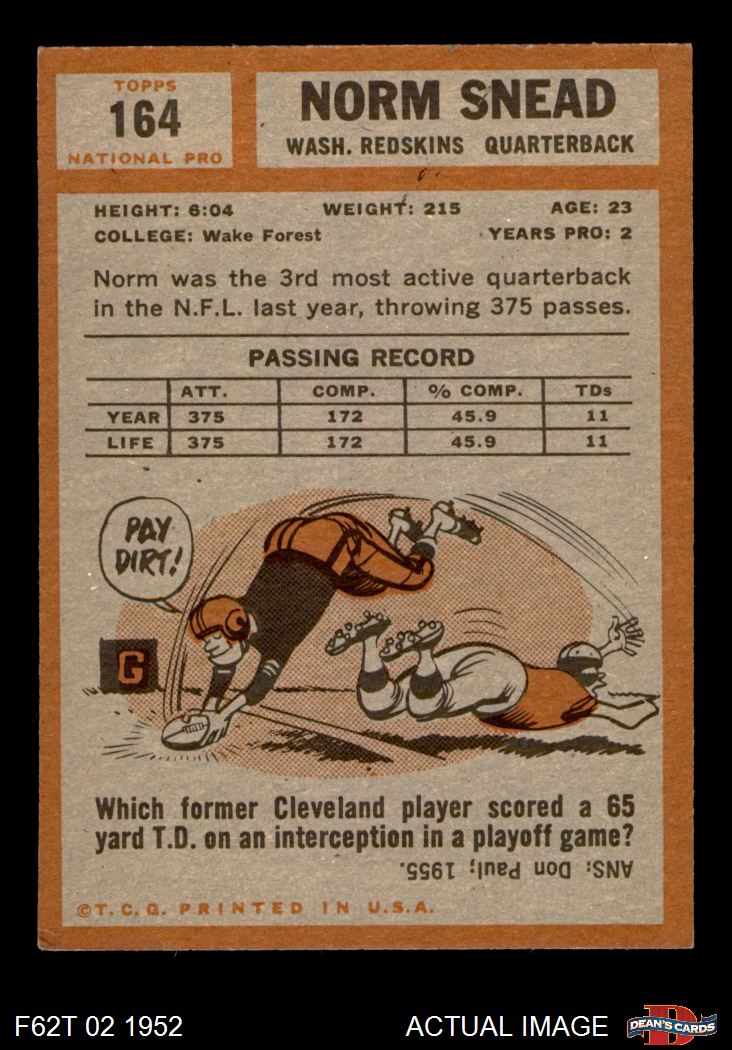 TOPPS
164
NATIONAL PRO
NORM SNEAD
WASH. REDSKINS QUARTERBACK
HEIGHT: 6:04 WEIGHT: 215 AGE: 23
COLLEGE: Wake Forest YEARS PRO: 2
Norm was the 3rd most active quarterback
in the N.F.L. last year, throwing 375 passes.
PASSING RECORD
ATT. COMP. % COMP. TDs
YEAR 375 172 45.9 11
LIFE 375 172 45.9 11
PAY
DIRT!
G
Which former Cleveland player scored a 65
yard T.D. on an interception in a playoff game?
ANS: Don Paul; 1955.
©T.C.G. PRINTED IN U.S.A.
F62T 02 1952 ACTUAL IMAGE
D
DEAN'S CARDS